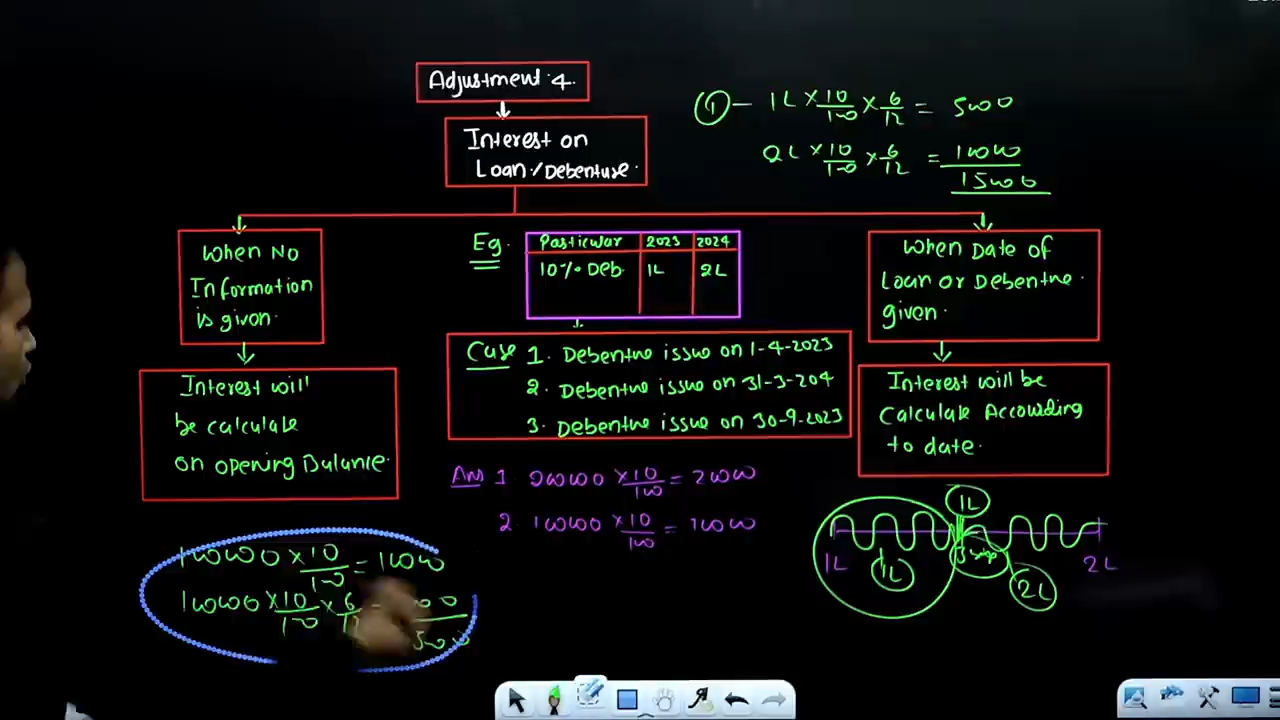 Adjustment 4.
Interest on
Loan/Debenture.
① - 1L × 10/100 × 6/12 = 5000
2L × 10/100 × 6/12 = 10000
15000
When No
Information
is given.
Interest will
be calculate
on opening Balance.
Eg.
Particular 2023 2024
10% Deb. 1L 2L
Case 1. Debenture issue on 1-4-2023
2. Debenture issue on 31-3-204
3. Debenture issue on 30-9-2023
When Date of
Loan or Debenture
given.
Interest will be
Calculate According
to date.
Ans 1 200000 × 10/100 = 20000
2 100000 × 10/100 = 10000
100000 × 10/100 = 10000
100000 × 10/100 × 6
1L
1L
1L
2L
2L